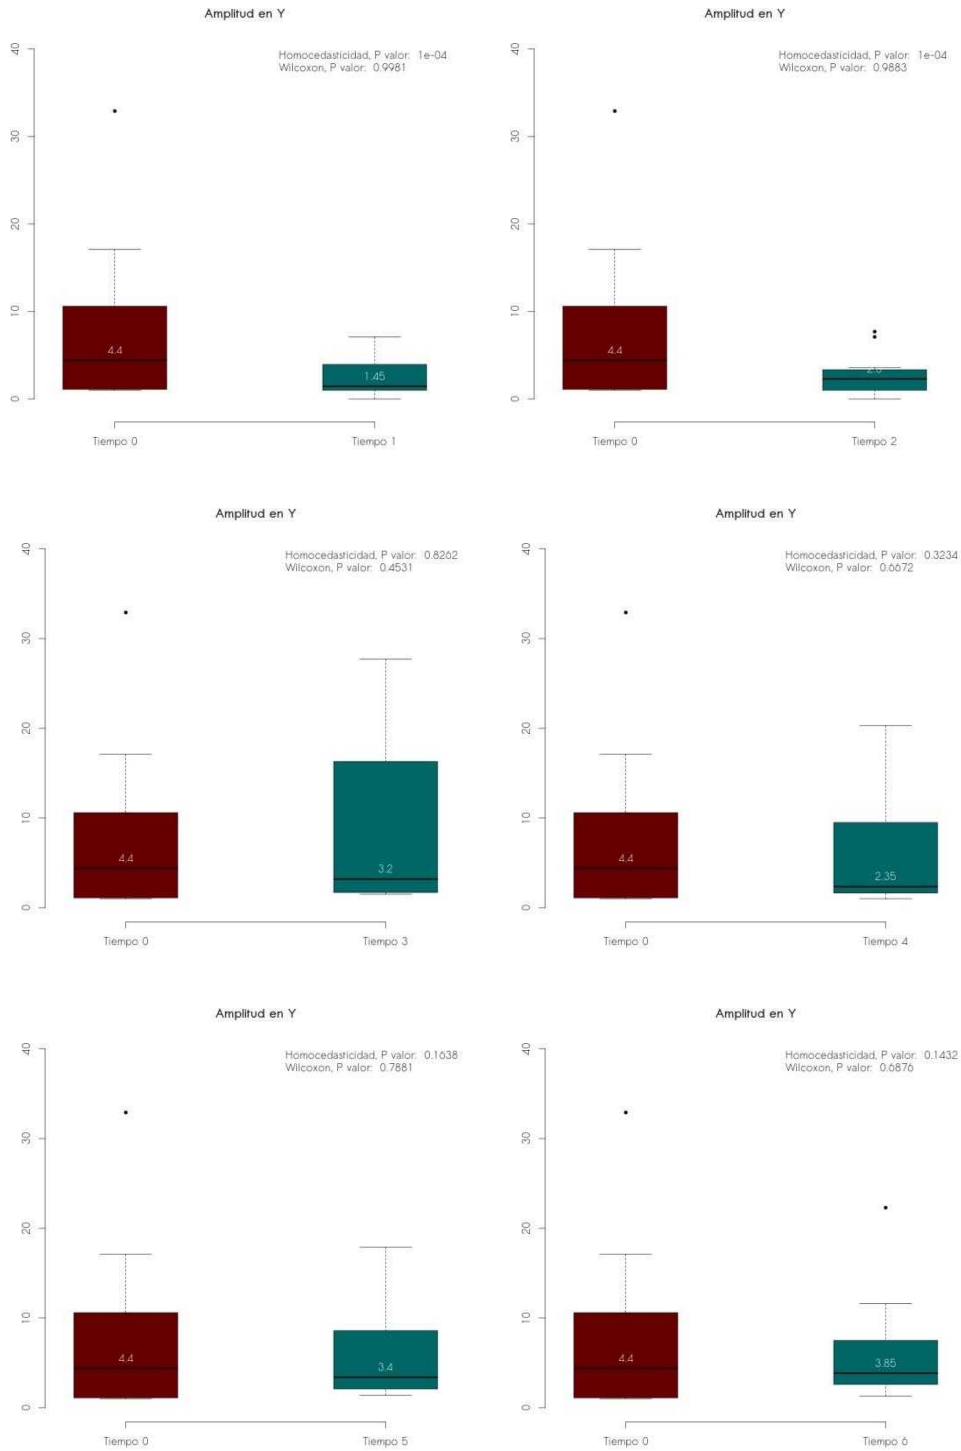 Amplitud en Y
Homocedasticidad, P valor: 1e-04
Wilcoxon, P valor: 0.9981
40
30
20
10
0
4.4
1.45
Tiempo 0
Tiempo 1
Amplitud en Y
Homocedasticidad, P valor: 1e-04
Wilcoxon, P valor: 0.9883
40
30
20
10
0
4.4
Tiempo 0
Tiempo 2
Amplitud en Y
Homocedasticidad, P valor: 0.8262
Wilcoxon, P valor: 0.4531
40
30
20
10
0
4.4
3.2
Tiempo 0
Tiempo 3
Amplitud en Y
Homocedasticidad, P valor: 0.3234
Wilcoxon, P valor: 0.6672
40
30
20
10
0
4.4
2.35
Tiempo 0
Tiempo 4
Amplitud en Y
Homocedasticidad, P valor: 0.1638
Wilcoxon, P valor: 0.7881
40
30
20
10
0
4.4
3.4
Tiempo 0
Tiempo 5
Amplitud en Y
Homocedasticidad, P valor: 0.1432
Wilcoxon, P valor: 0.6876
40
30
20
10
0
4.4
3.85
Tiempo 0
Tiempo 6